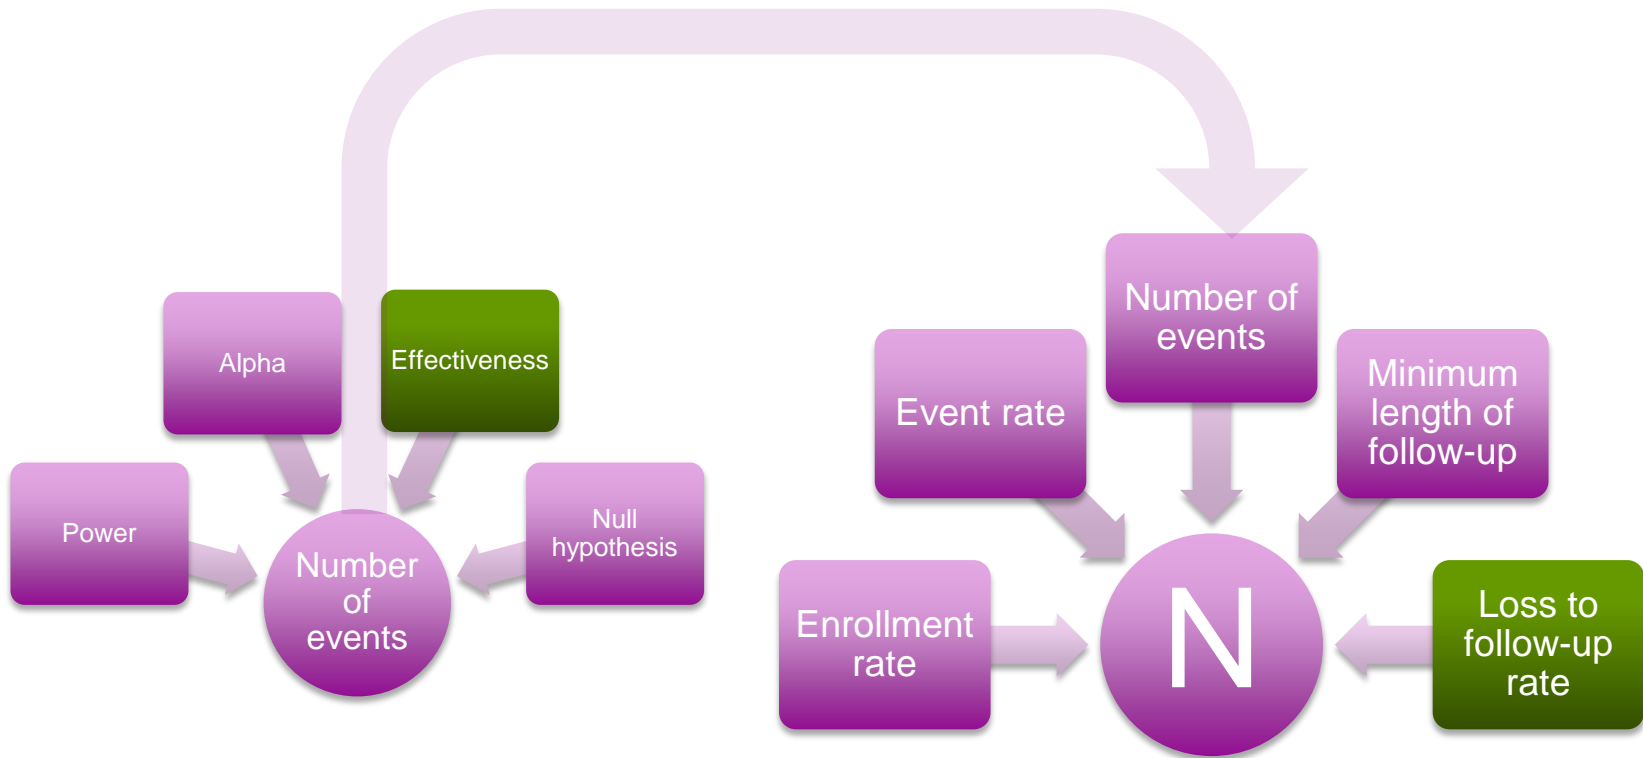 Alpha
Effectiveness
Power
Null
hypothesis
Number
of
events
Number of
events
Event rate
Minimum
length of
follow-up
Enrollment
rate
N
Loss to
follow-up
rate